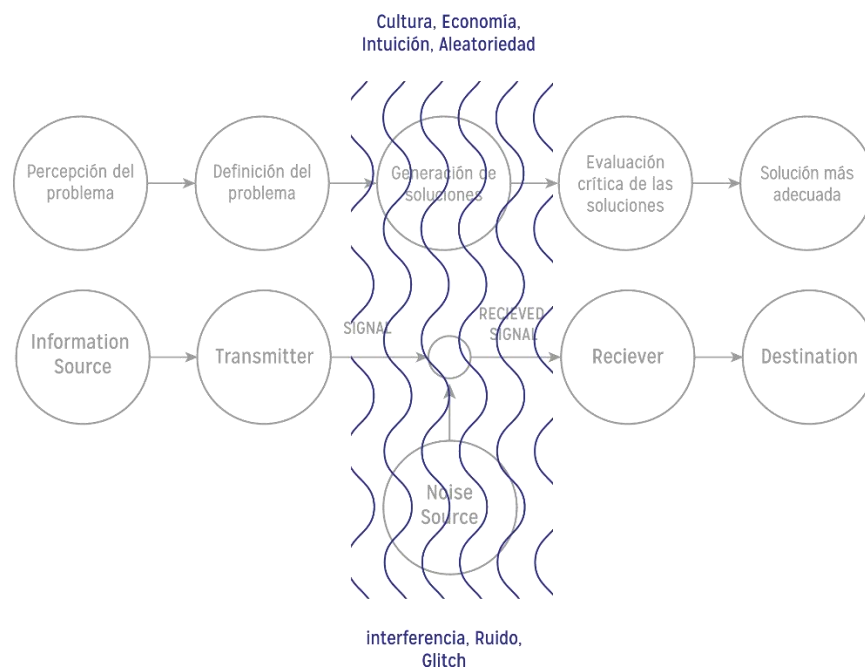 Cultura, Economía,
Intuición, Aleatoriedad
Percepción del
problema
Definición del
problema
Generación de
soluciones
Evaluación
crítica de las
soluciones
Solución más
adecuada
Information
Source
Transmitter
SIGNAL
RECIEVED
SIGNAL
Reciever
Destination
Noise
Source
interferencia, Ruido,
Glitch